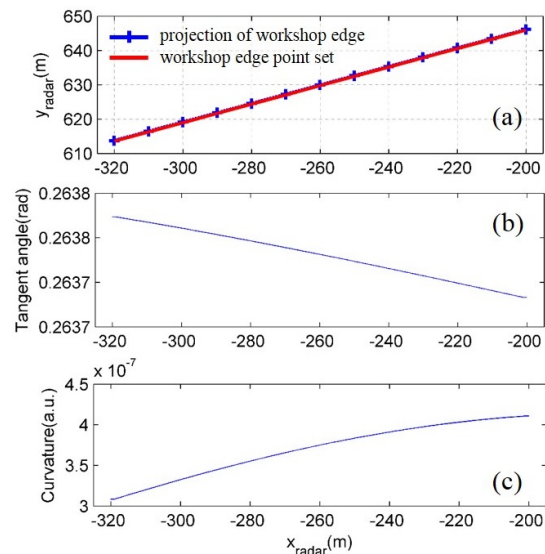 650
640
630
620
610
y_radar(m)
projection of workshop edge
workshop edge point set
(a)
-320 -300 -280 -260 -240 -220 -200
0.2638
0.2638
0.2637
0.2637
Tangent angle(rad)
(b)
-320 -300 -280 -260 -240 -220 -200
x 10^-7
4.5
4
3.5
3
Curvature(a.u.)
(c)
-320 -300 -280 -260 -240 -220 -200
x_radar(m)